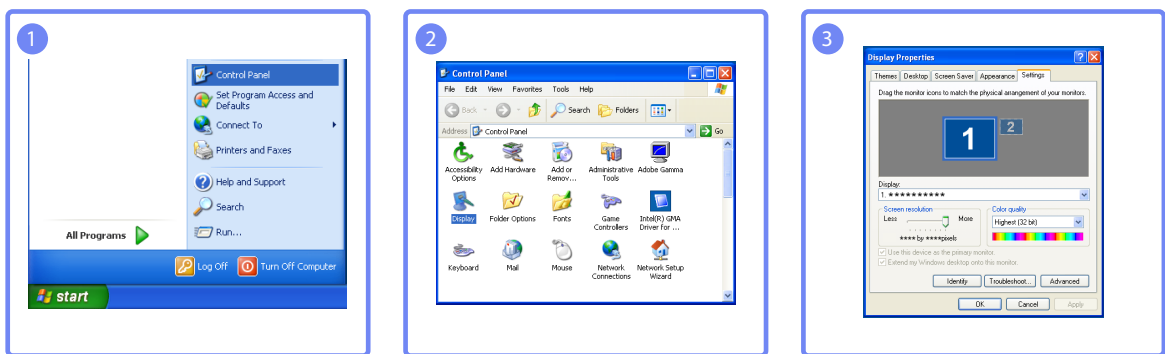 1
Control Panel
Set Program Access and
Defaults
Connect To
Printers and Faxes
Help and Support
Search
Run...
All Programs
Log Off
Turn Off Computer
start
2
Control Panel
File Edit View Favorites Tools Help
Back Search Folders
Address Control Panel Go
Accessibility Options Add Hardware Add or Remov... Administrative Tools Adobe Gamma
Display Folder Options Fonts Game Controllers Intel(R) GMA Driver for ...
Keyboard Mail Mouse Network Connections Network Setup Wizard
3
Display Properties
Themes Desktop Screen Saver Appearance Settings
Drag the monitor icons to match the physical arrangement of your monitors.
1 2
Display:
1. **********
Screen resolution
Less More
**** by ****pixels
Color quality
Highest (32 bit)
Use this device as the primary monitor.
Extend my Windows desktop onto this monitor.
Identify Troubleshoot... Advanced
OK Cancel Apply